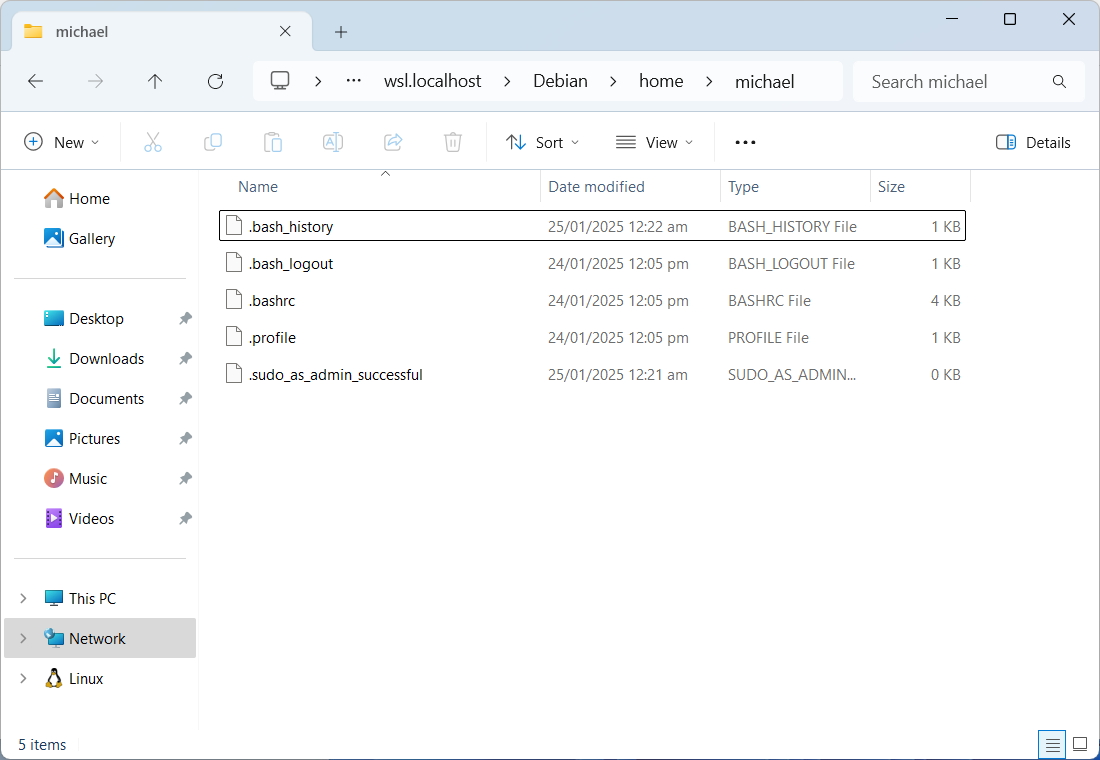 michael
wsl.localhost Debian home michael Search michael
New Sort View Details
Name Date modified Type Size
Home
Gallery
Desktop
Downloads
Documents
Pictures
Music
Videos
This PC
Network
Linux
.bash_history 25/01/2025 12:22 am BASH_HISTORY File 1 KB
.bash_logout 24/01/2025 12:05 pm BASH_LOGOUT File 1 KB
.bashrc 24/01/2025 12:05 pm BASHRC File 4 KB
.profile 24/01/2025 12:05 pm PROFILE File 1 KB
.sudo_as_admin_successful 25/01/2025 12:21 am SUDO_AS_ADMIN... 0 KB
5 items